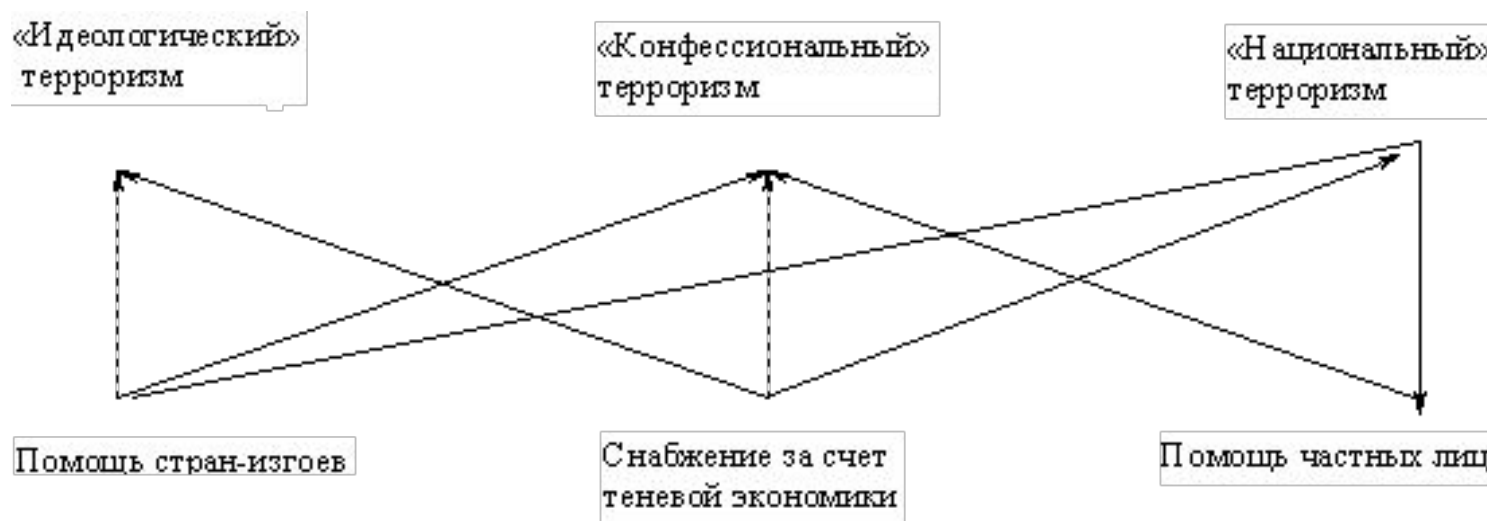 «Идеологический»
терроризм
«Конфессиональный»
терроризм
«Национальный»
терроризм
Помощь стран-изгоев
Снабжение за счет
теневой экономики
Помощь частных лиц